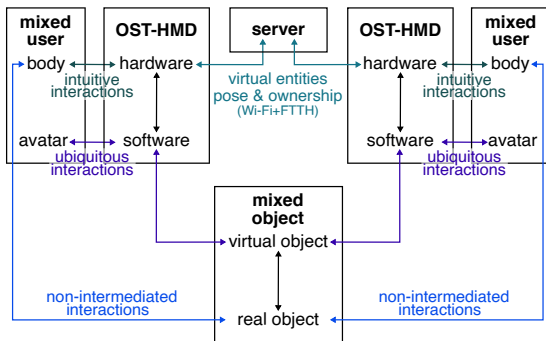 mixed user
OST-HMD
server
OST-HMD
mixed user
body
hardware
hardware
body
intuitive interactions
virtual entities
pose & ownership
(Wi-Fi+FTTH)
intuitive interactions
avatar
software
software
avatar
ubiquitous interactions
ubiquitous interactions
mixed object
virtual object
non-intermediated interactions
real object
non-intermediated interactions